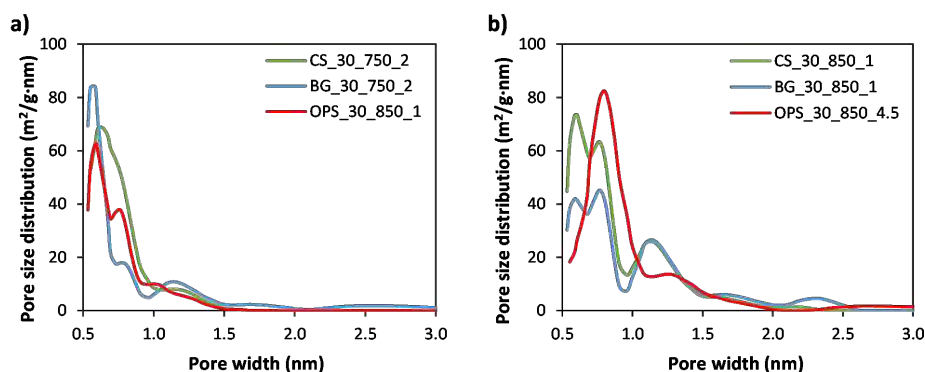 a)
Pore size distribution (m²/g·nm)
100
80
60
40
20
0
CS_30_750_2
BG_30_750_2
OPS_30_850_1
0.5 1.0 1.5 2.0 2.5 3.0
Pore width (nm)
b)
Pore size distribution (m²/g·nm)
100
80
60
40
20
0
CS_30_850_1
BG_30_850_1
OPS_30_850_4.5
0.5 1.0 1.5 2.0 2.5 3.0
Pore width (nm)